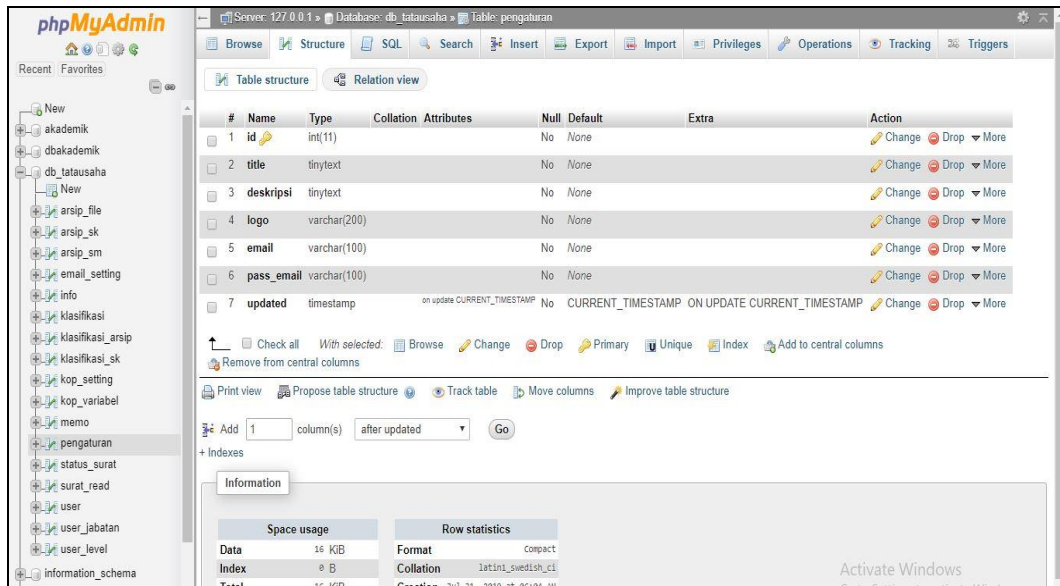 phpMyAdmin
Recent Favorites
New
akademik
dbakademik
db_tatausaha
New
arsip_file
arsip_sk
arsip_sm
email_setting
info
klasifikasi
klasifikasi_arsip
klasifikasi_sk
kop_setting
kop_variabel
memo
pengaturan
status_surat
surat_read
user
user_jabatan
user_level
information_schema
Server: 127.0.0.1 » Database: db_tatausaha » Table: pengaturan
Browse Structure SQL Search Insert Export Import Privileges Operations Tracking Triggers
Table structure Relation view
# Name Type Collation Attributes Null Default Extra Action
1 id int(11) No None Change Drop More
2 title tinytext No None Change Drop More
3 deskripsi tinytext No None Change Drop More
4 logo varchar(200) No None Change Drop More
5 email varchar(100) No None Change Drop More
6 pass_email varchar(100) No None Change Drop More
7 updated timestamp on update CURRENT_TIMESTAMP No CURRENT_TIMESTAMP ON UPDATE CURRENT_TIMESTAMP Change Drop More
Check all With selected: Browse Change Drop Primary Unique Index Add to central columns
Remove from central columns
Print view Propose table structure Track table Move columns Improve table structure
Add 1 column(s) after updated Go
+ Indexes
Information
Space usage Row statistics
Data 16 KiB Format Compact
Index 0 B Collation latin1_swedish_ci
Total 16 KiB Creation
Activate Windows